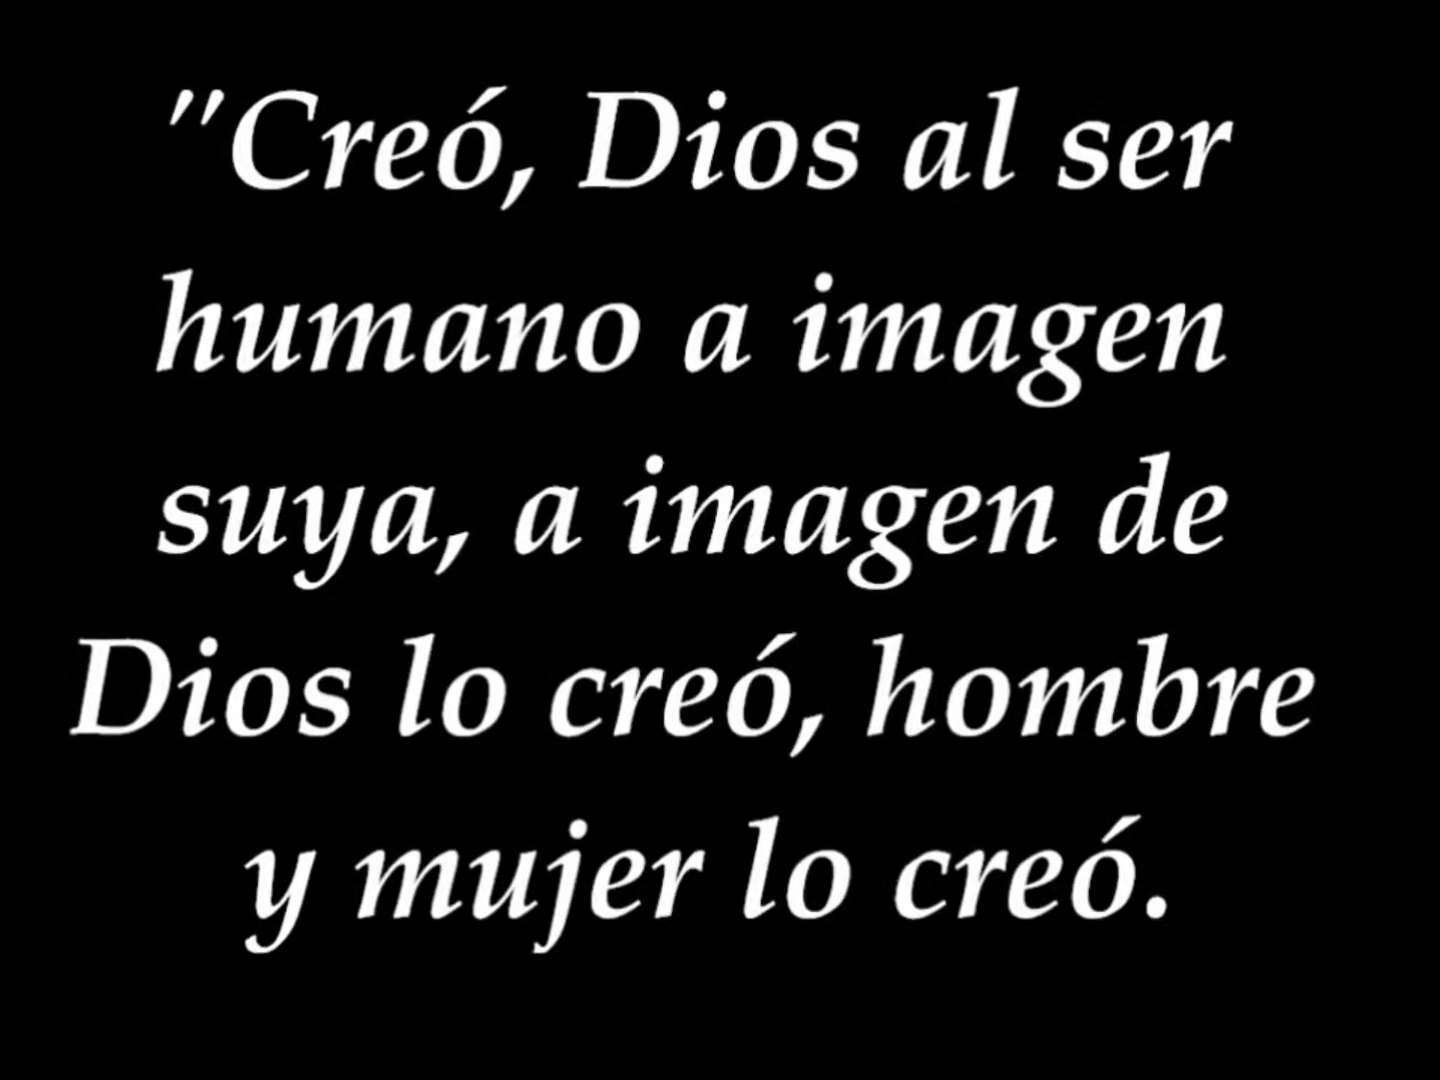 "Creó, Dios al ser
humano a imagen
suya, a imagen de
Dios lo creó, hombre
y mujer lo creó.